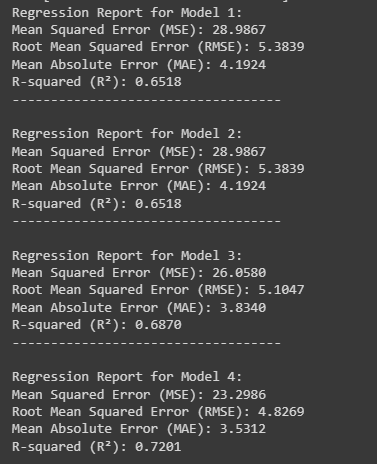 Regression Report for Model 1:
Mean Squared Error (MSE): 28.9867
Root Mean Squared Error (RMSE): 5.3839
Mean Absolute Error (MAE): 4.1924
R-squared (R²): 0.6518
-----------------------------------
Regression Report for Model 2:
Mean Squared Error (MSE): 28.9867
Root Mean Squared Error (RMSE): 5.3839
Mean Absolute Error (MAE): 4.1924
R-squared (R²): 0.6518
-----------------------------------
Regression Report for Model 3:
Mean Squared Error (MSE): 26.0580
Root Mean Squared Error (RMSE): 5.1047
Mean Absolute Error (MAE): 3.8340
R-squared (R²): 0.6870
-----------------------------------
Regression Report for Model 4:
Mean Squared Error (MSE): 23.2986
Root Mean Squared Error (RMSE): 4.8269
Mean Absolute Error (MAE): 3.5312
R-squared (R²): 0.7201